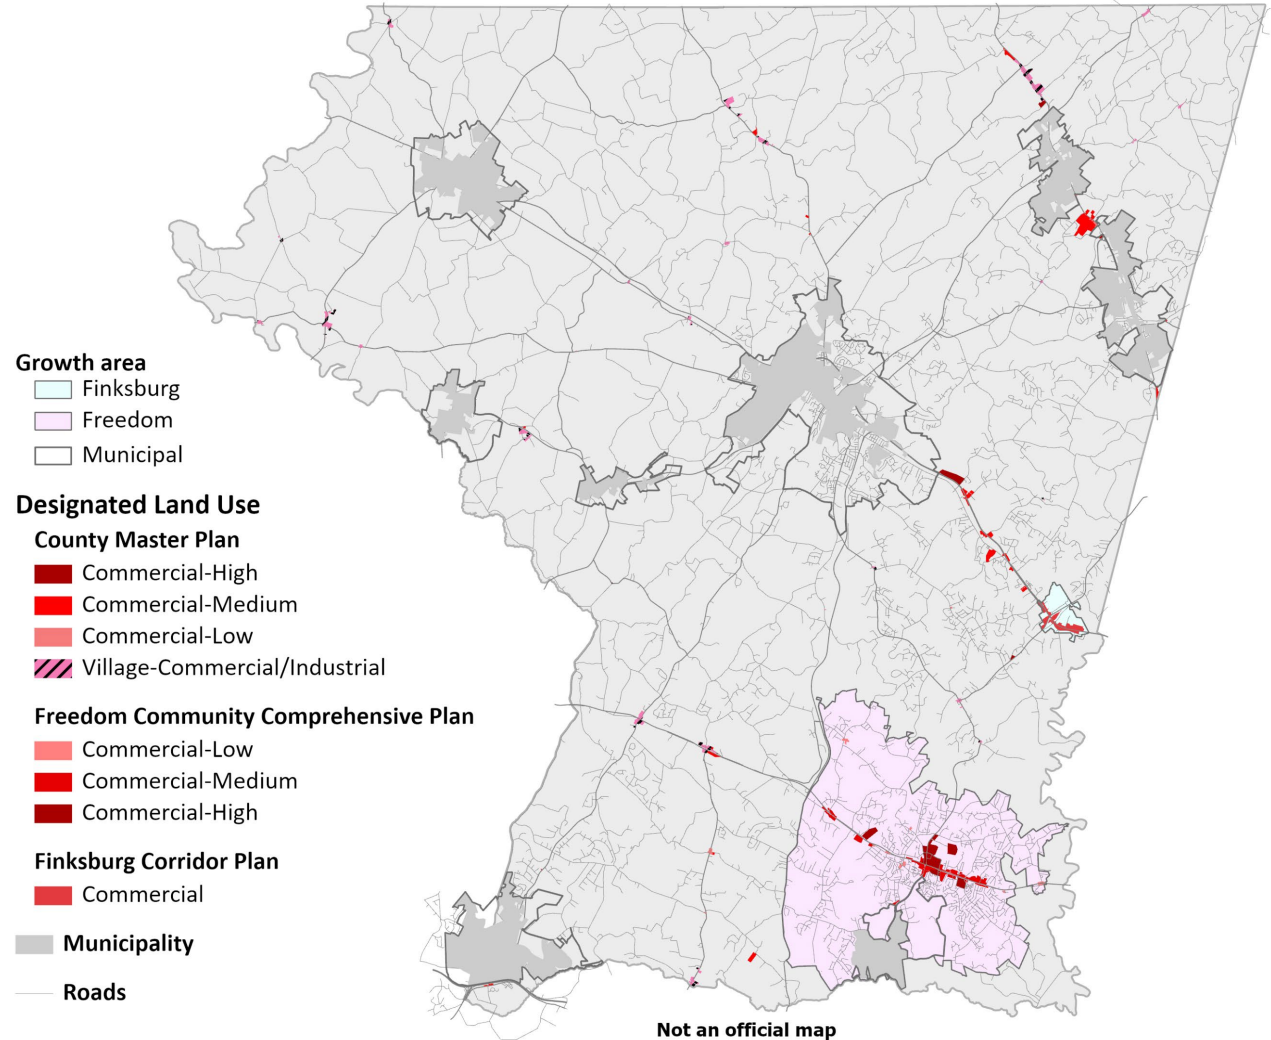 Growth area
Finksburg
Freedom
Municipal
Designated Land Use
County Master Plan
Commercial-High
Commercial-Medium
Commercial-Low
Village-Commercial/Industrial
Freedom Community Comprehensive Plan
Commercial-Low
Commercial-Medium
Commercial-High
Finksburg Corridor Plan
Commercial
Municipality
Roads
Not an official map